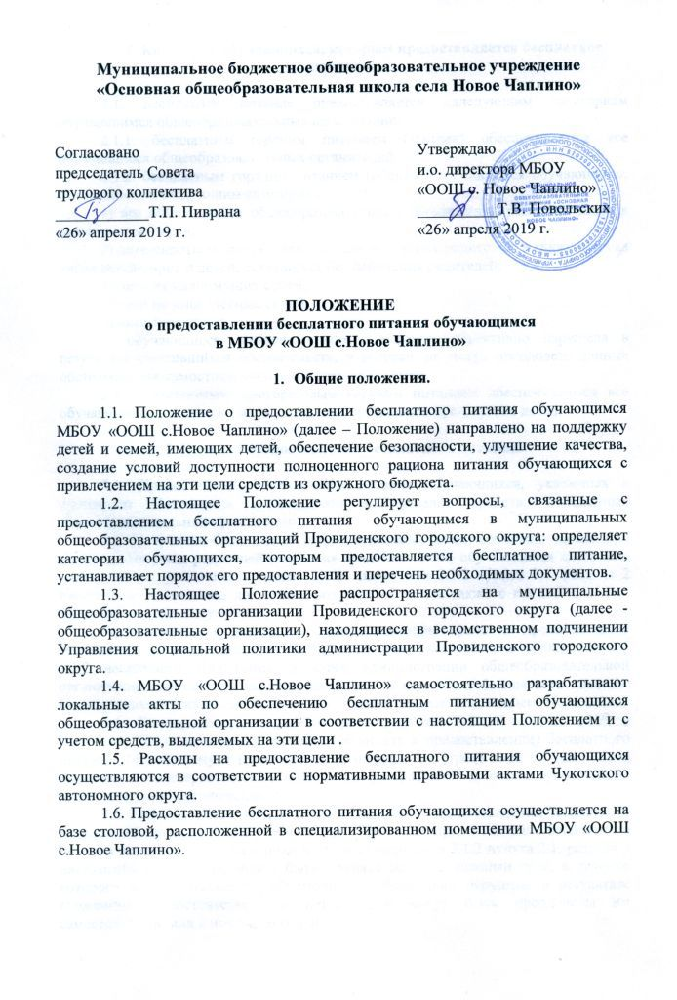 Муниципальное бюджетное общеобразовательное учреждение
«Основная общеобразовательная школа села Новое Чаплино»
Согласовано
председатель Совета
трудового коллектива
Т.П. Пиврана
«26» апреля 2019 г.
Утверждаю
и.о. директора МБОУ
«ООШ с. Новое Чаплино»
Т.В. Повольских
«26» апреля 2019 г.
ПОЛОЖЕНИЕ
о предоставлении бесплатного питания обучающимся
в МБОУ «ООШ с.Новое Чаплино»
1. Общие положения.
1.1. Положение о предоставлении бесплатного питания обучающимся
МБОУ «ООШ с.Новое Чаплино» (далее – Положение) направлено на поддержку
детей и семей, имеющих детей, обеспечение безопасности, улучшение качества,
создание условий доступности полноценного рациона питания обучающихся с
привлечением на эти цели средств из окружного бюджета.
1.2. Настоящее Положение регулирует вопросы, связанные с
предоставлением бесплатного питания обучающимся в муниципальных
общеобразовательных организаций Провиденского городского округа: определяет
категории обучающихся, которым предоставляется бесплатное питание,
устанавливает порядок его предоставления и перечень необходимых документов.
1.3. Настоящее Положение распространяется на муниципальные
общеобразовательные организации Провиденского городского округа (далее -
общеобразовательные организации), находящиеся в ведомственном подчинении
Управления социальной политики администрации Провиденского городского
округа.
1.4. МБОУ «ООШ с.Новое Чаплино» самостоятельно разрабатывают
локальные акты по обеспечению бесплатным питанием обучающихся
общеобразовательной организации в соответствии с настоящим Положением и с
учетом средств, выделяемых на эти цели .
1.5. Расходы на предоставление бесплатного питания обучающихся
осуществляются в соответствии с нормативными правовыми актами Чукотского
автономного округа.
1.6. Предоставление бесплатного питания обучающихся осуществляется на
базе столовой, расположенной в специализированном помещении МБОУ «ООШ
с.Новое Чаплино».